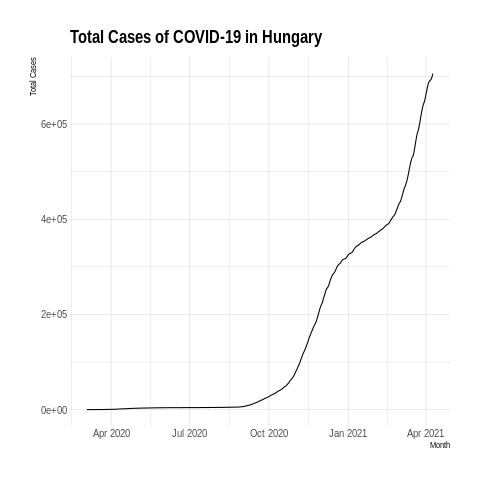 Total Cases of COVID-19 in Hungary
Total Cases
6e+05
4e+05
2e+05
0e+00
Apr 2020 Jul 2020 Oct 2020 Jan 2021 Apr 2021
Month